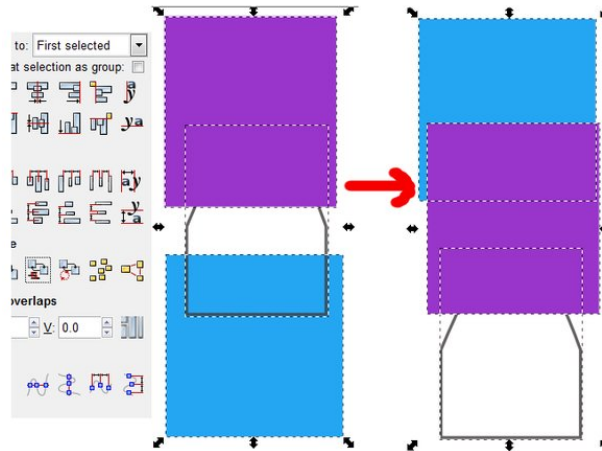 to: First selected
at selection as group:
e
overlaps
V: 0.0